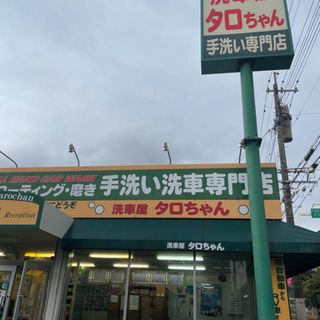 洗車屋
タロちゃん
手洗い専門店
HAND CAR WASH
コーティング・磨き 手洗い洗車専門店
どうぞ
洗車屋 タロちゃん
arochan
Reception
洗車屋 タロちゃん